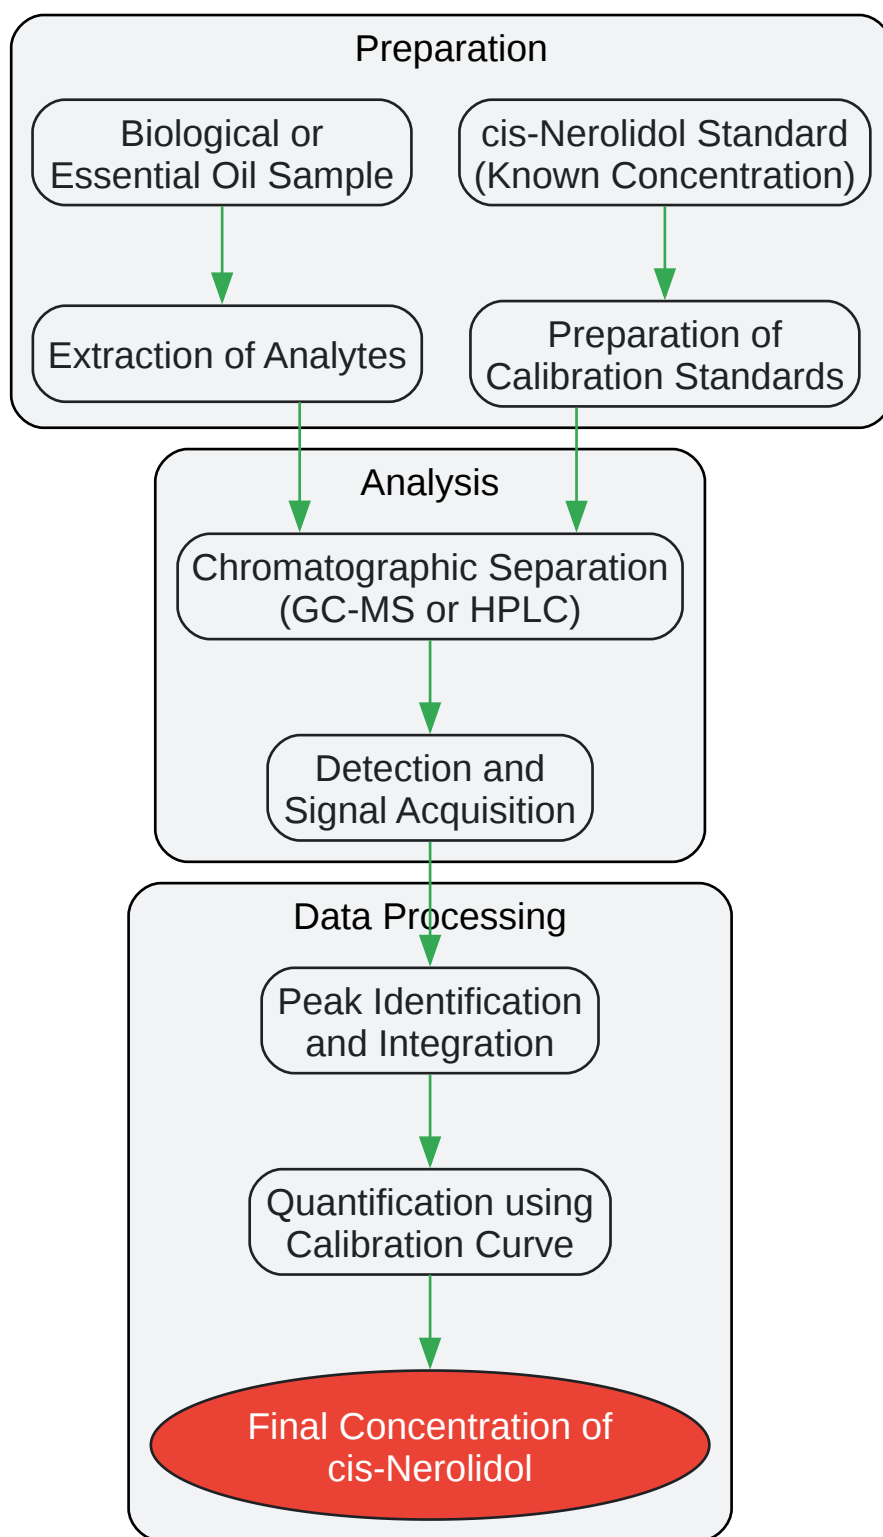 Preparation
Biological or
Essential Oil Sample
cis-Nerolidol Standard
(Known Concentration)
Extraction of Analytes
Preparation of
Calibration Standards
Analysis
Chromatographic Separation
(GC-MS or HPLC)
Detection and
Signal Acquisition
Data Processing
Peak Identification
and Integration
Quantification using
Calibration Curve
Final Concentration of
cis-Nerolidol